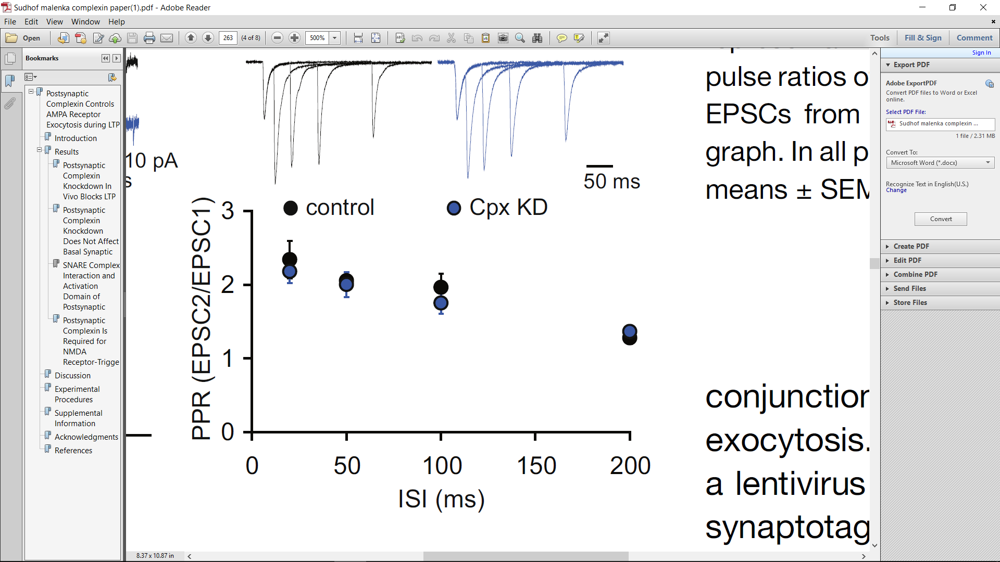 Sudhof malenka complexin paper(1).pdf - Adobe Reader
File Edit View Window Help
Open 263 (4 of 8) 500% Tools Fill & Sign Comment
Bookmarks
Postsynaptic
Complexin Controls
AMPA Receptor
Exocytosis during LTP
Introduction
Results
Postsynaptic
Complexin
Knockdown In
Vivo Blocks LTP
Postsynaptic
Complexin
Knockdown
Does Not Affect
Basal Synaptic
SNARE Complex
Interaction and
Activation
Domain of
Postsynaptic
Postsynaptic
Complexin Is
Required for
NMDA
Receptor-Trigge
Discussion
Experimental
Procedures
Supplemental
Information
Acknowledgments
References
10 pA
s
50 ms
control Cpx KD
PPR (EPSC2/EPSC1)
3
2
1
0
0 50 100 150 200
ISI (ms)
pulse ratios o
EPSCs from
graph. In all p
means ± SEM
conjunction
exocytosis.
a lentivirus
synaptotag
8.37 x 10.87 in
Sign In
Export PDF
Adobe ExportPDF
Convert PDF files to Word or Excel
online.
Select PDF File:
Sudhof malenka complexin ...
1 file / 2.31 MB
Convert To:
Microsoft Word (*.docx)
Recognize Text in English(U.S.)
Change
Convert
Create PDF
Edit PDF
Combine PDF
Send Files
Store Files